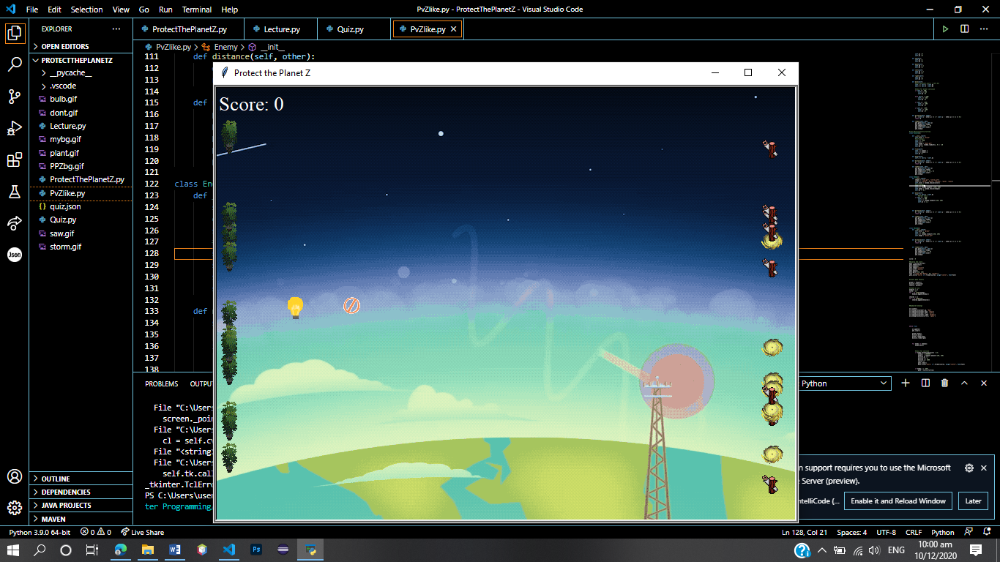 File Edit Selection View Go Run Terminal Help
PvZlike.py - ProtectThePlanetZ - Visual Studio Code
EXPLORER
OPEN EDITORS
PROTECTTHEPLANETZ
__pycache__
.vscode
bulb.gif
dont.gif
Lecture.py
mybg.gif
plant.gif
PPZbg.gif
ProtectThePlanetZ.py
PvZlike.py
quiz.json
Quiz.py
saw.gif
storm.gif
OUTLINE
DEPENDENCIES
JAVA PROJECTS
MAVEN
Json
ProtectThePlanetZ.py Lecture.py Quiz.py PvZlike.py
PvZlike.py > Enemy > __init__
111 def distance(self, other):
112
113
114
115 def
116
117
118
119
120
121
122 class En
123 def
124
125
126
127
128
129
130
131
132
133 def
134
135
136
137
138
Protect the Planet Z
Score: 0
PROBLEMS OUTPU
Python
File "C:\Users
screen._poin
File "C:\Users
cl = self.cv
File "<string>
File "C:\Users
self.tk.call
_tkinter.TclErro
PS C:\Users\user
ter Programming
n support requires you to use the Microsoft
Server (preview).
ntelliCode (...
Enable it and Reload Window
Later
Python 3.9.0 64-bit 0 0 Live Share
Ln 128, Col 21 Spaces: 4 UTF-8 CRLF Python
ENG
10:00 am
10/12/2020